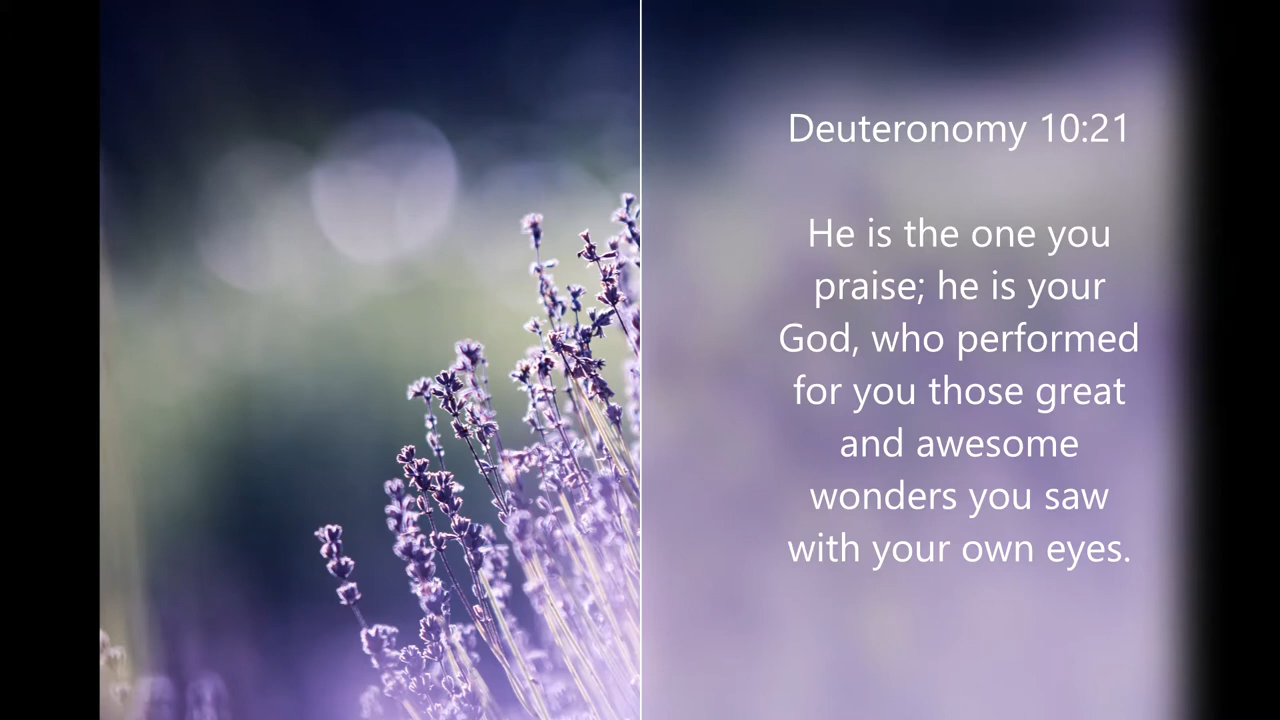 Deuteronomy 10:21
He is the one you
praise; he is your
God, who performed
for you those great
and awesome
wonders you saw
with your own eyes.